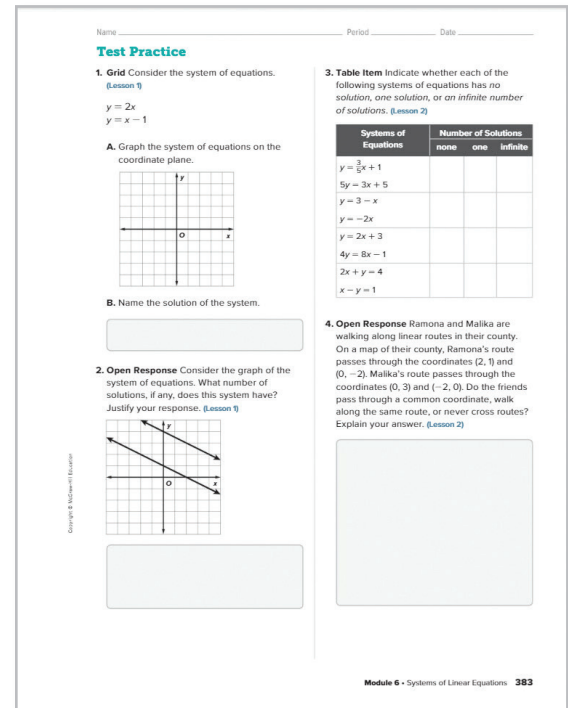 Name Period Date
Test Practice
1. Grid Consider the system of equations.
(Lesson 1)
y = 2x
y = x − 1
A. Graph the system of equations on the
coordinate plane.
y
O
x
B. Name the solution of the system.
2. Open Response Consider the graph of the
system of equations. What number of
solutions, if any, does this system have?
Justify your response. (Lesson 1)
y
O
x
3. Table Item Indicate whether each of the
following systems of equations has no
solution, one solution, or an infinite number
of solutions. (Lesson 2)
Systems of Equations
Number of Solutions
none one infinite
y = 3/5x + 1
5y = 3x + 5
y = 3 − x
y = −2x
y = 2x + 3
4y = 8x − 1
2x + y = 4
x − y = 1
4. Open Response Ramona and Malika are
walking along linear routes in their county.
On a map of their county, Ramona's route
passes through the coordinates (2, 1) and
(0, −2). Malika's route passes through the
coordinates (0, 3) and (−2, 0). Do the friends
pass through a common coordinate, walk
along the same route, or never cross routes?
Explain your answer. (Lesson 2)
Copyright © McGraw-Hill Education
Module 6 • Systems of Linear Equations 383